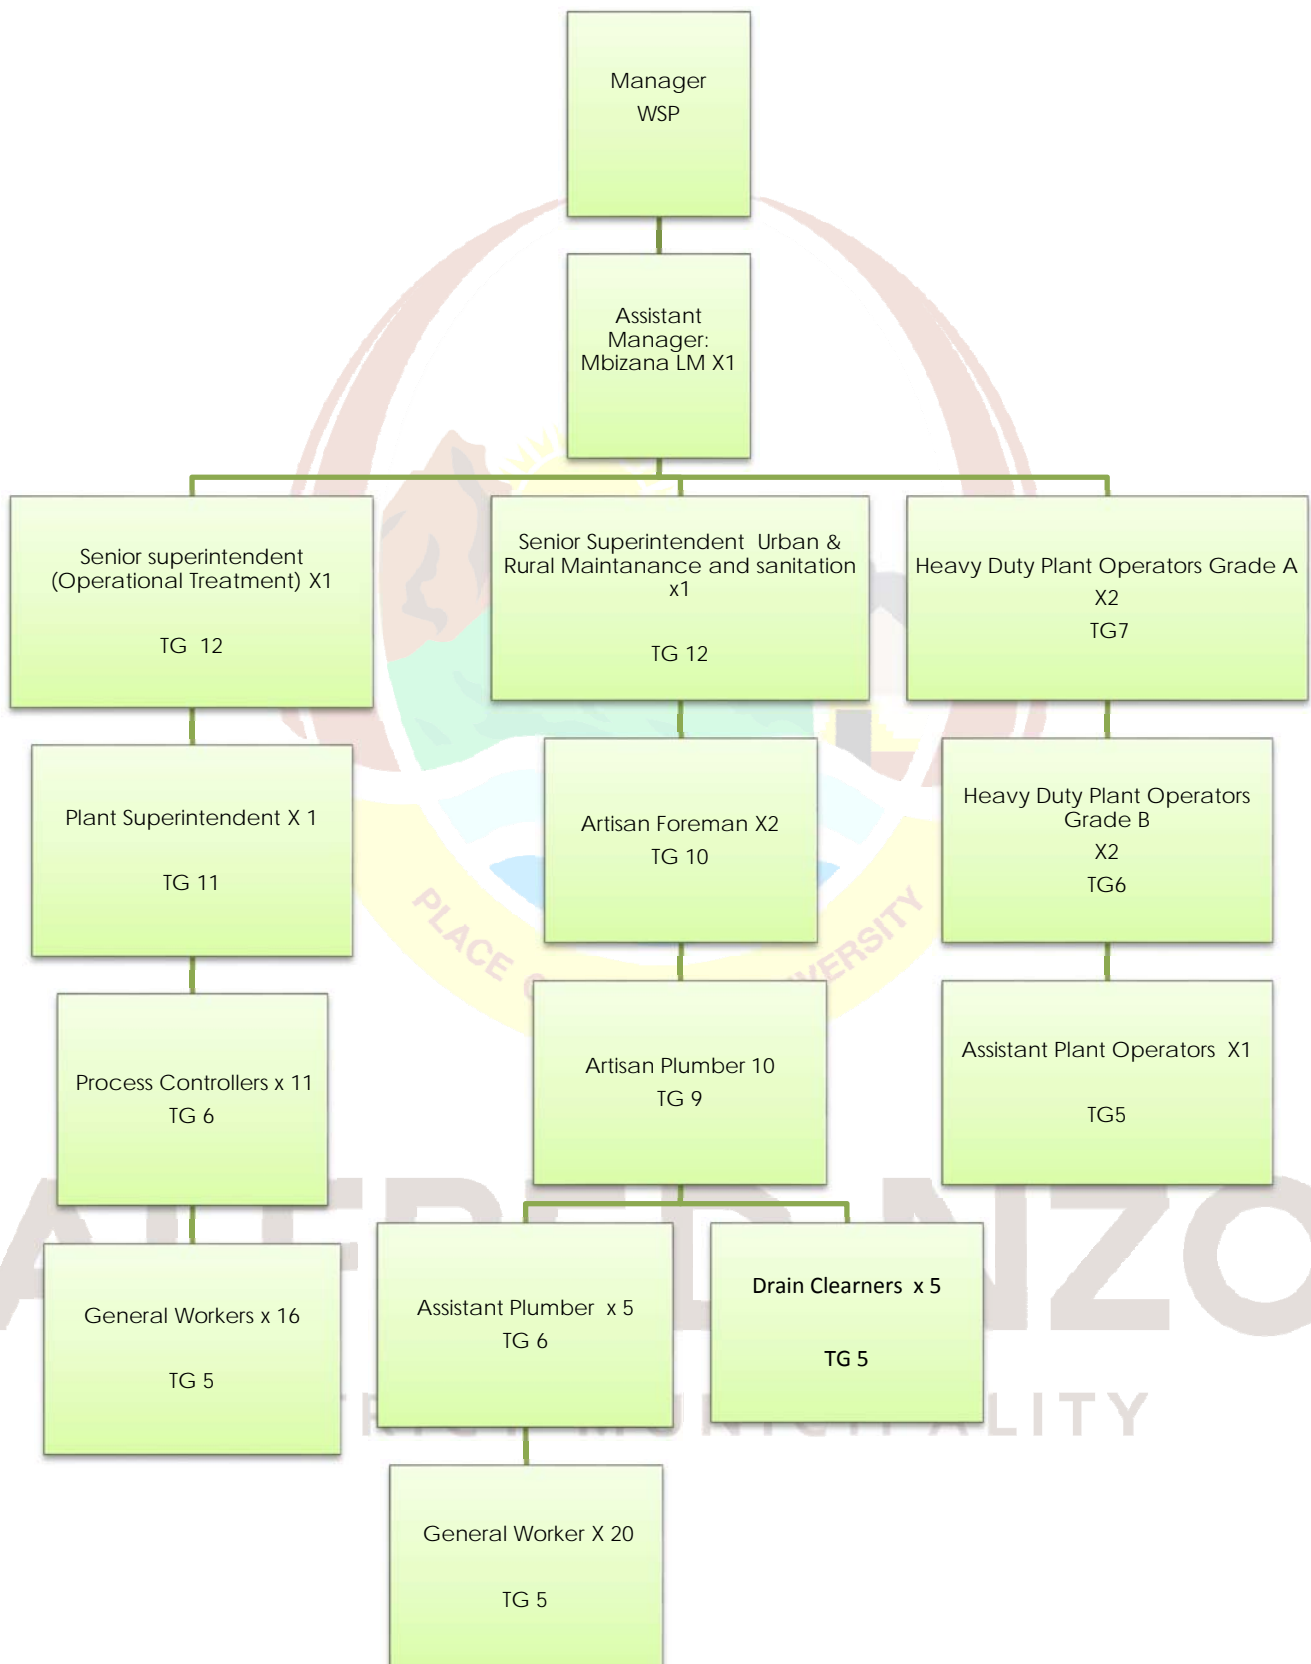 Manager
WSP
Assistant
Manager:
Mbizana LM X1
Senior superintendent
(Operational Treatment) X1
TG 12
Senior Superintendent Urban &
Rural Maintanance and sanitation
x1
TG 12
Heavy Duty Plant Operators Grade A
X2
TG7
Plant Superintendent X 1
TG 11
Artisan Foreman X2
TG 10
Heavy Duty Plant Operators
Grade B
X2
TG6
Process Controllers x 11
TG 6
Artisan Plumber 10
TG 9
Assistant Plant Operators X1
TG5
General Workers x 16
TG 5
Assistant Plumber x 5
TG 6
Drain Clearners x 5
TG 5
General Worker X 20
TG 5
PLACE
NZO